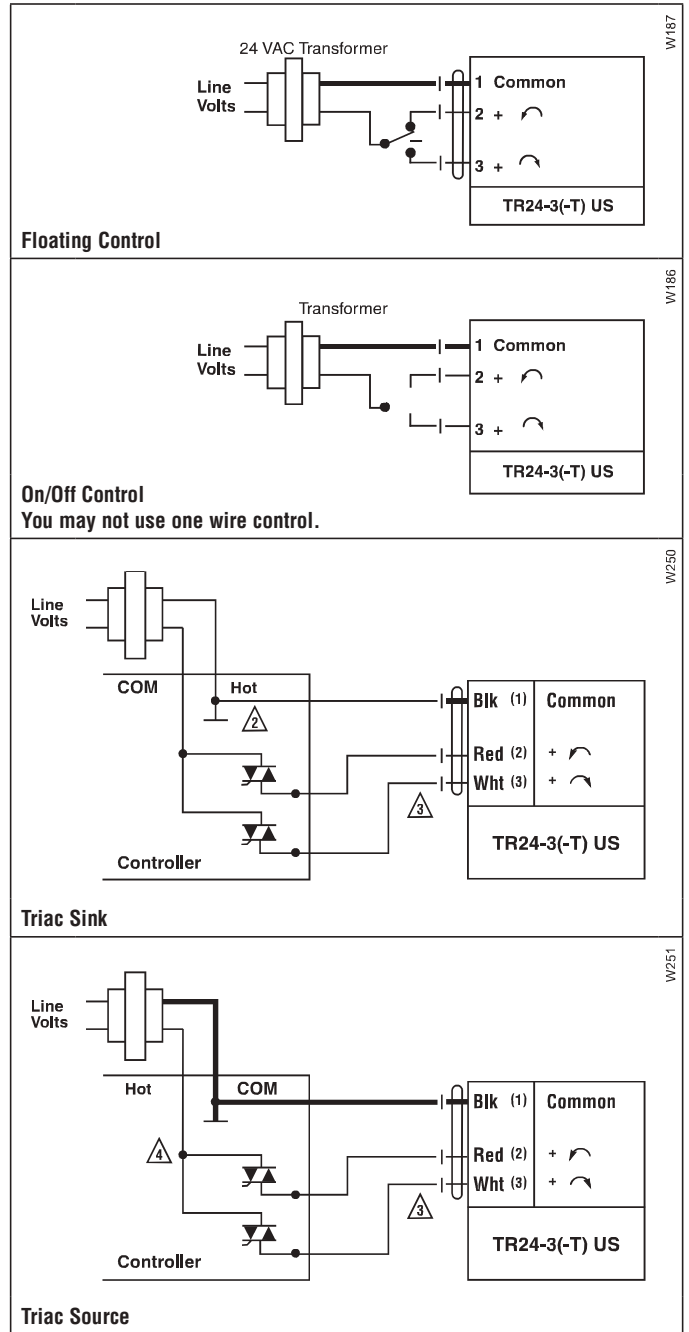 W187
24 VAC Transformer
Line
Volts
1 Common
2 +
3 +
TR24-3(-T) US
Floating Control
W186
Transformer
Line
Volts
1 Common
2 +
3 +
TR24-3(-T) US
On/Off Control
You may not use one wire control.
W250
Line
Volts
COM Hot
2
Blk (1) Common
Red (2) +
Wht (3) +
3
TR24-3(-T) US
Controller
Triac Sink
W251
Line
Volts
Hot COM
4
Blk (1) Common
Red (2) +
Wht (3) +
3
TR24-3(-T) US
Controller
Triac Source